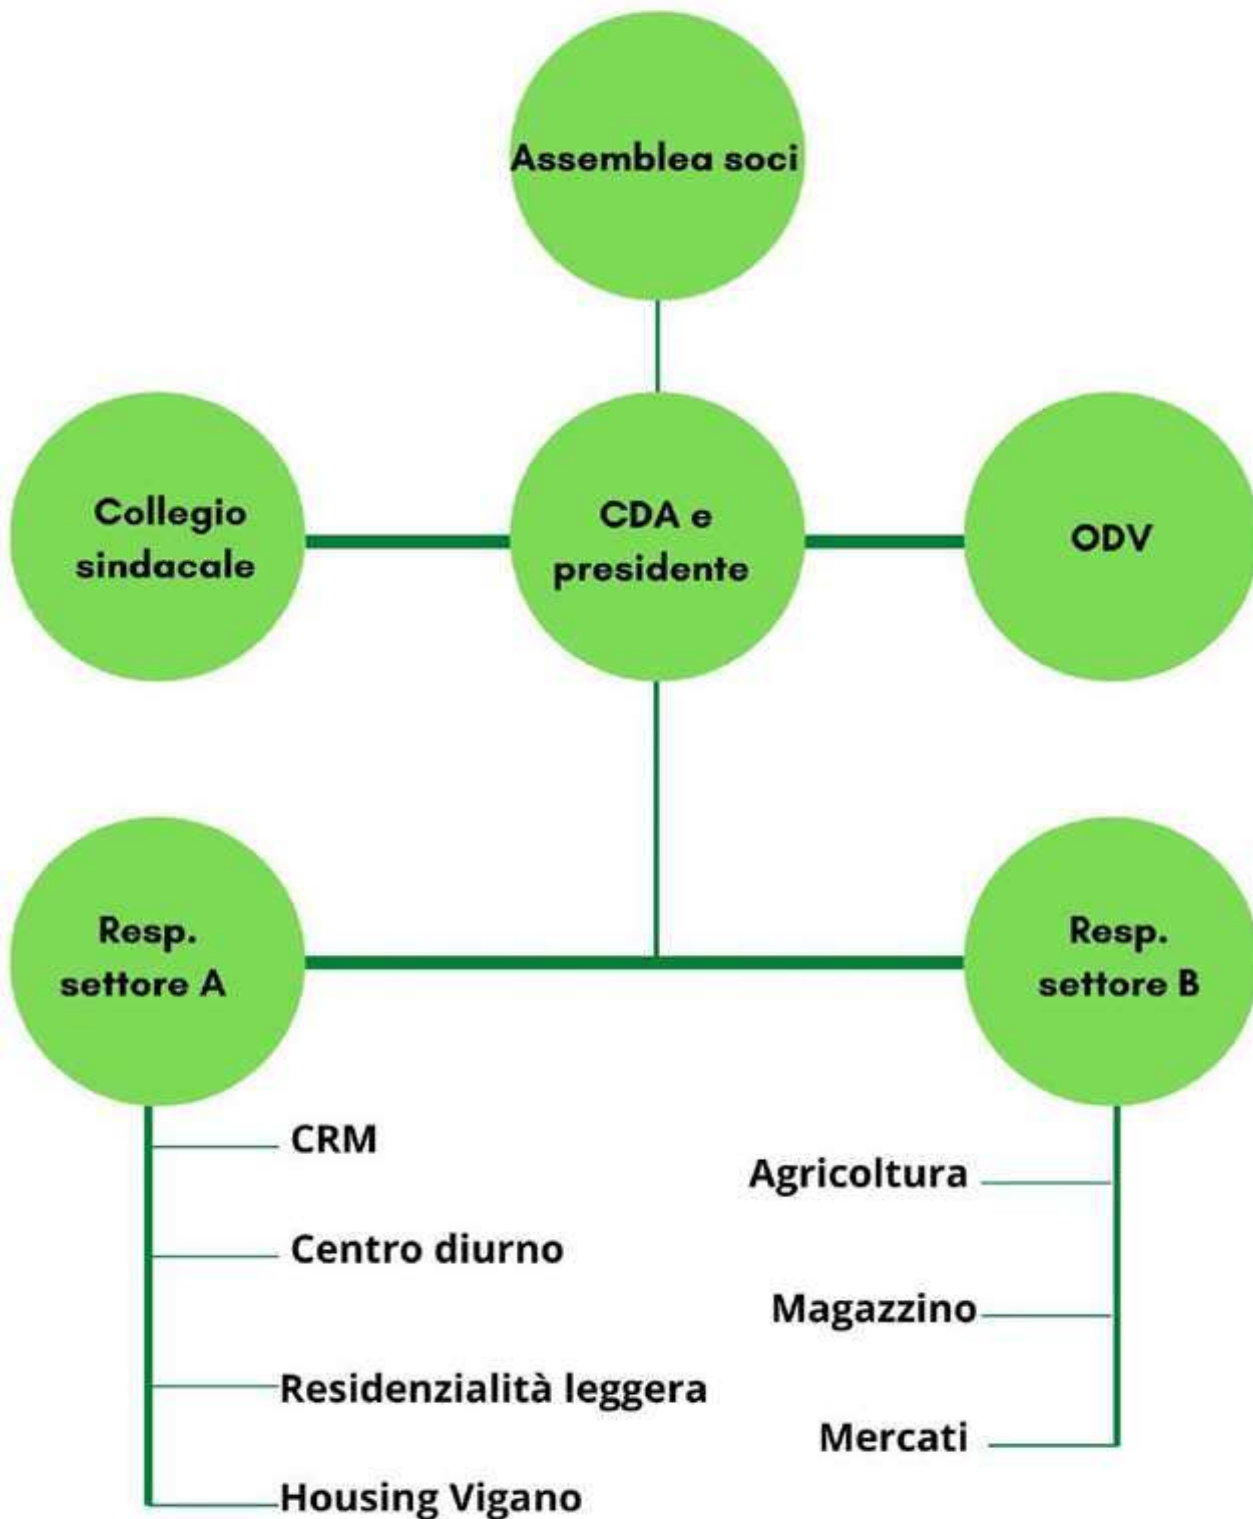 Assemblea soci
Collegio
sindacale
CDA e
presidente
ODV
Resp.
settore A
Resp.
settore B
CRM
Centro diurno
Residenzialità leggera
Housing Vigano
Agricoltura
Magazzino
Mercati